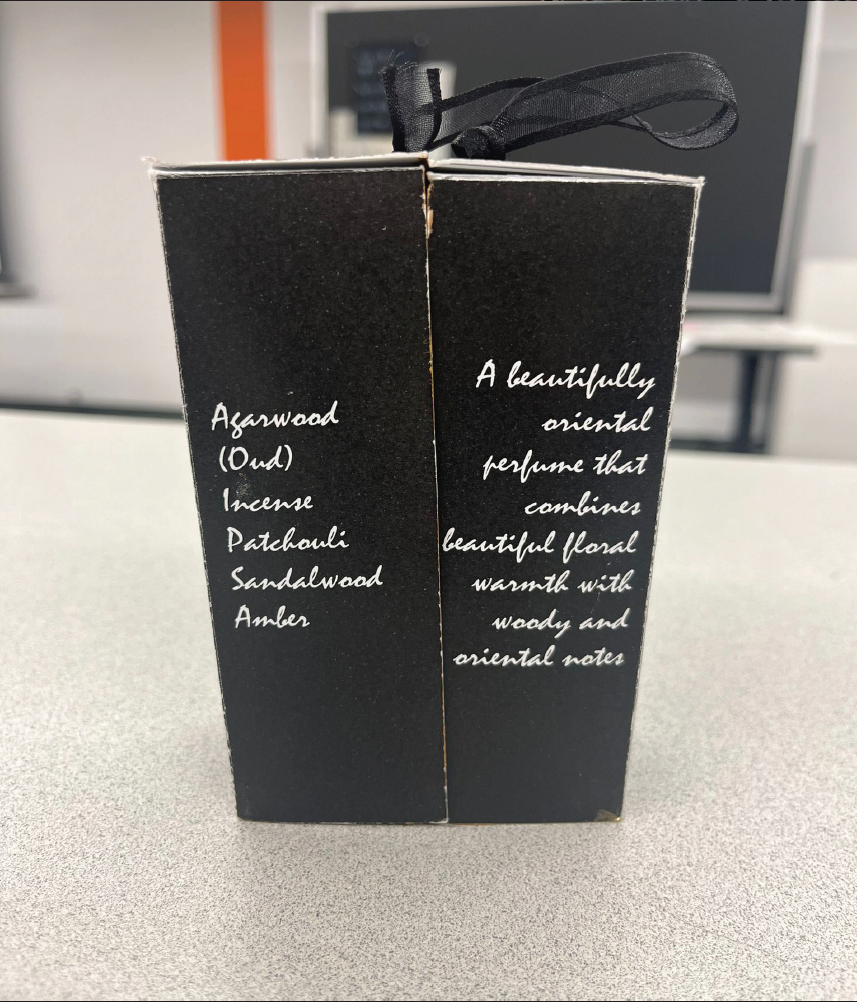 Agarwood
(Oud)
Incense
Patchouli
Sandalwood
Amber
A beautifully
oriental
perfume that
combines
beautiful floral
warmth with
woody and
oriental notes